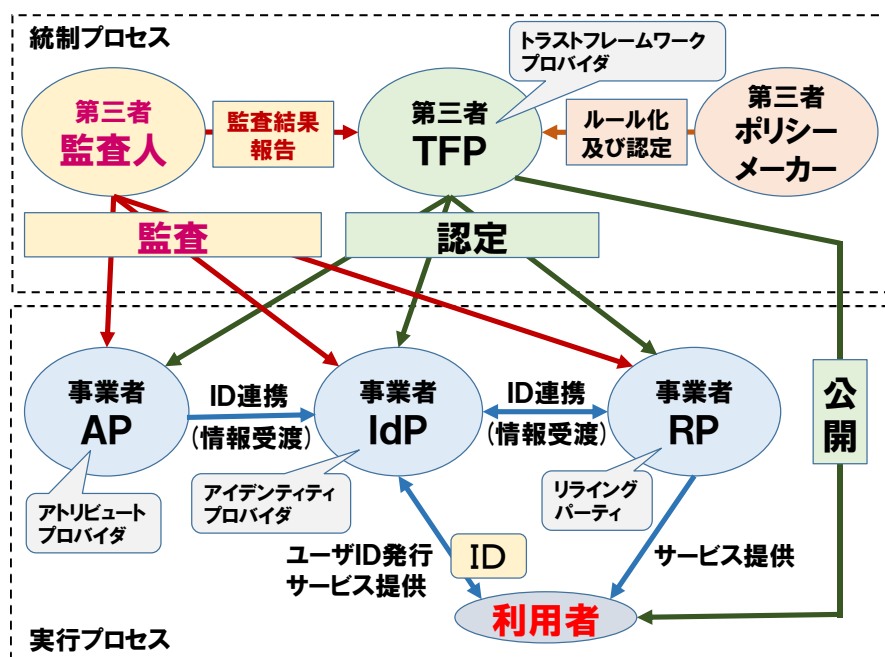 統制プロセス
トラストフレームワーク
プロバイダ
第三者
監査人
監査結果
報告
第三者
TFP
ルール化
及び認定
第三者
ポリシー
メーカー
監査
認定
事業者
AP
ID連携
(情報受渡)
事業者
IdP
ID連携
(情報受渡)
事業者
RP
公
開
アトリビュート
プロバイダ
アイデンティティ
プロバイダ
リライング
パーティ
ユーザID発行
サービス提供
ID
サービス提供
利用者
実行プロセス